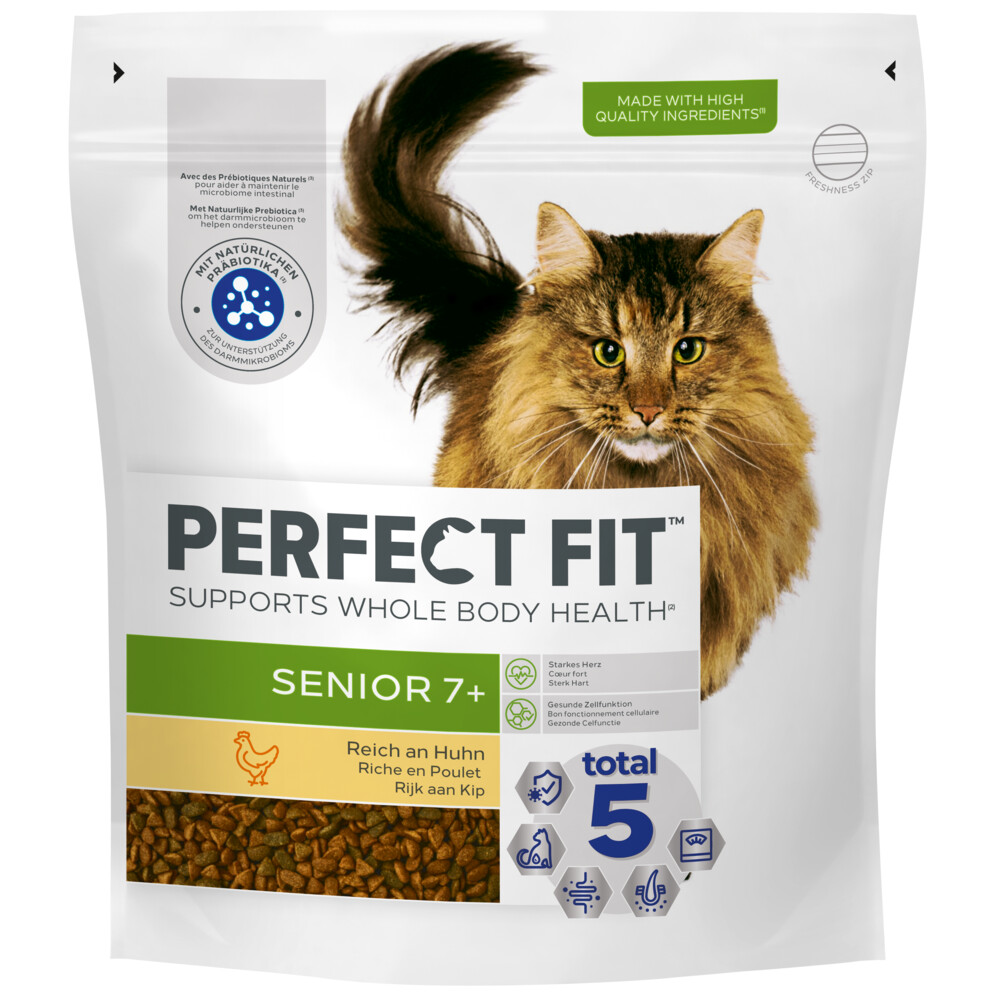 MADE WITH HIGH
QUALITY INGREDIENTS(1)
FRESHNESS ZIP
Avec des Prébiotiques Naturels (3)
pour aider à maintenir le
microbiome intestinal
Met Natuurlijke Prebiotica (3)
om het darmmicrobioom te
helpen ondersteunen
MIT NATÜRLICHEN
PRÄBIOTIKA (3)
ZUR UNTERSTÜTZUNG
DES DARMMIKROBIOMS
PERFECT FIT™
SUPPORTS WHOLE BODY HEALTH(2)
SENIOR 7+
Starkes Herz
Cœur fort
Sterk Hart
Gesunde Zellfunktion
Bon fonctionnement cellulaire
Gezonde Celfunctie
Reich an Huhn
Riche en Poulet
Rijk aan Kip
total
5